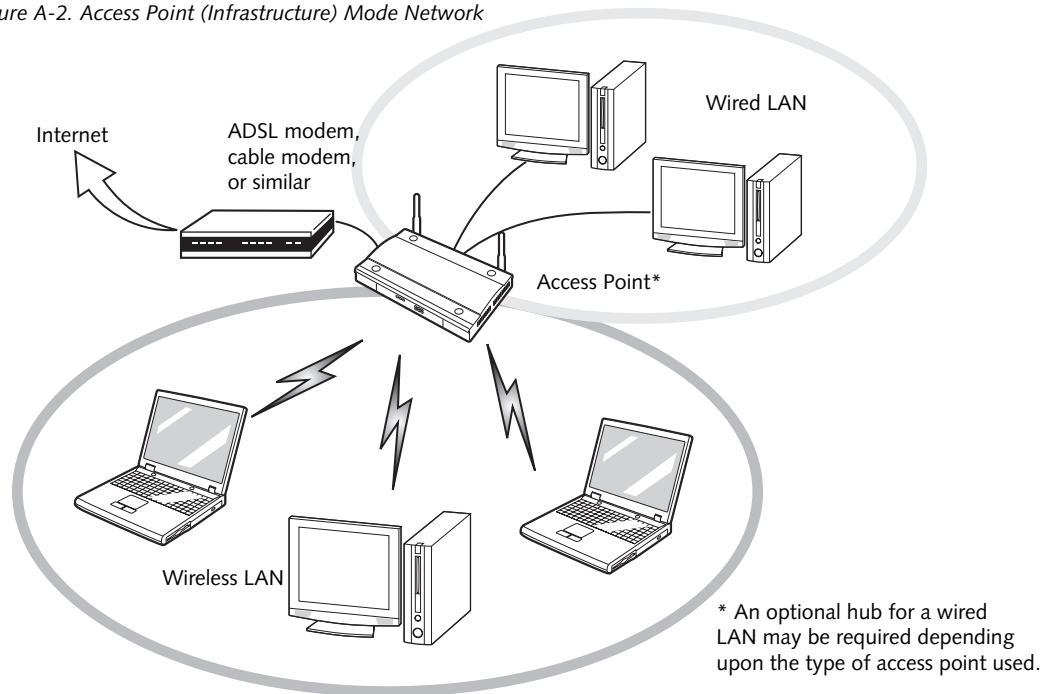 ure A-2. Access Point (Infrastructure) Mode Network
Wired LAN
Internet
ADSL modem,
cable modem,
or similar
Access Point*
Wireless LAN
* An optional hub for a wired
LAN may be required depending
upon the type of access point used.